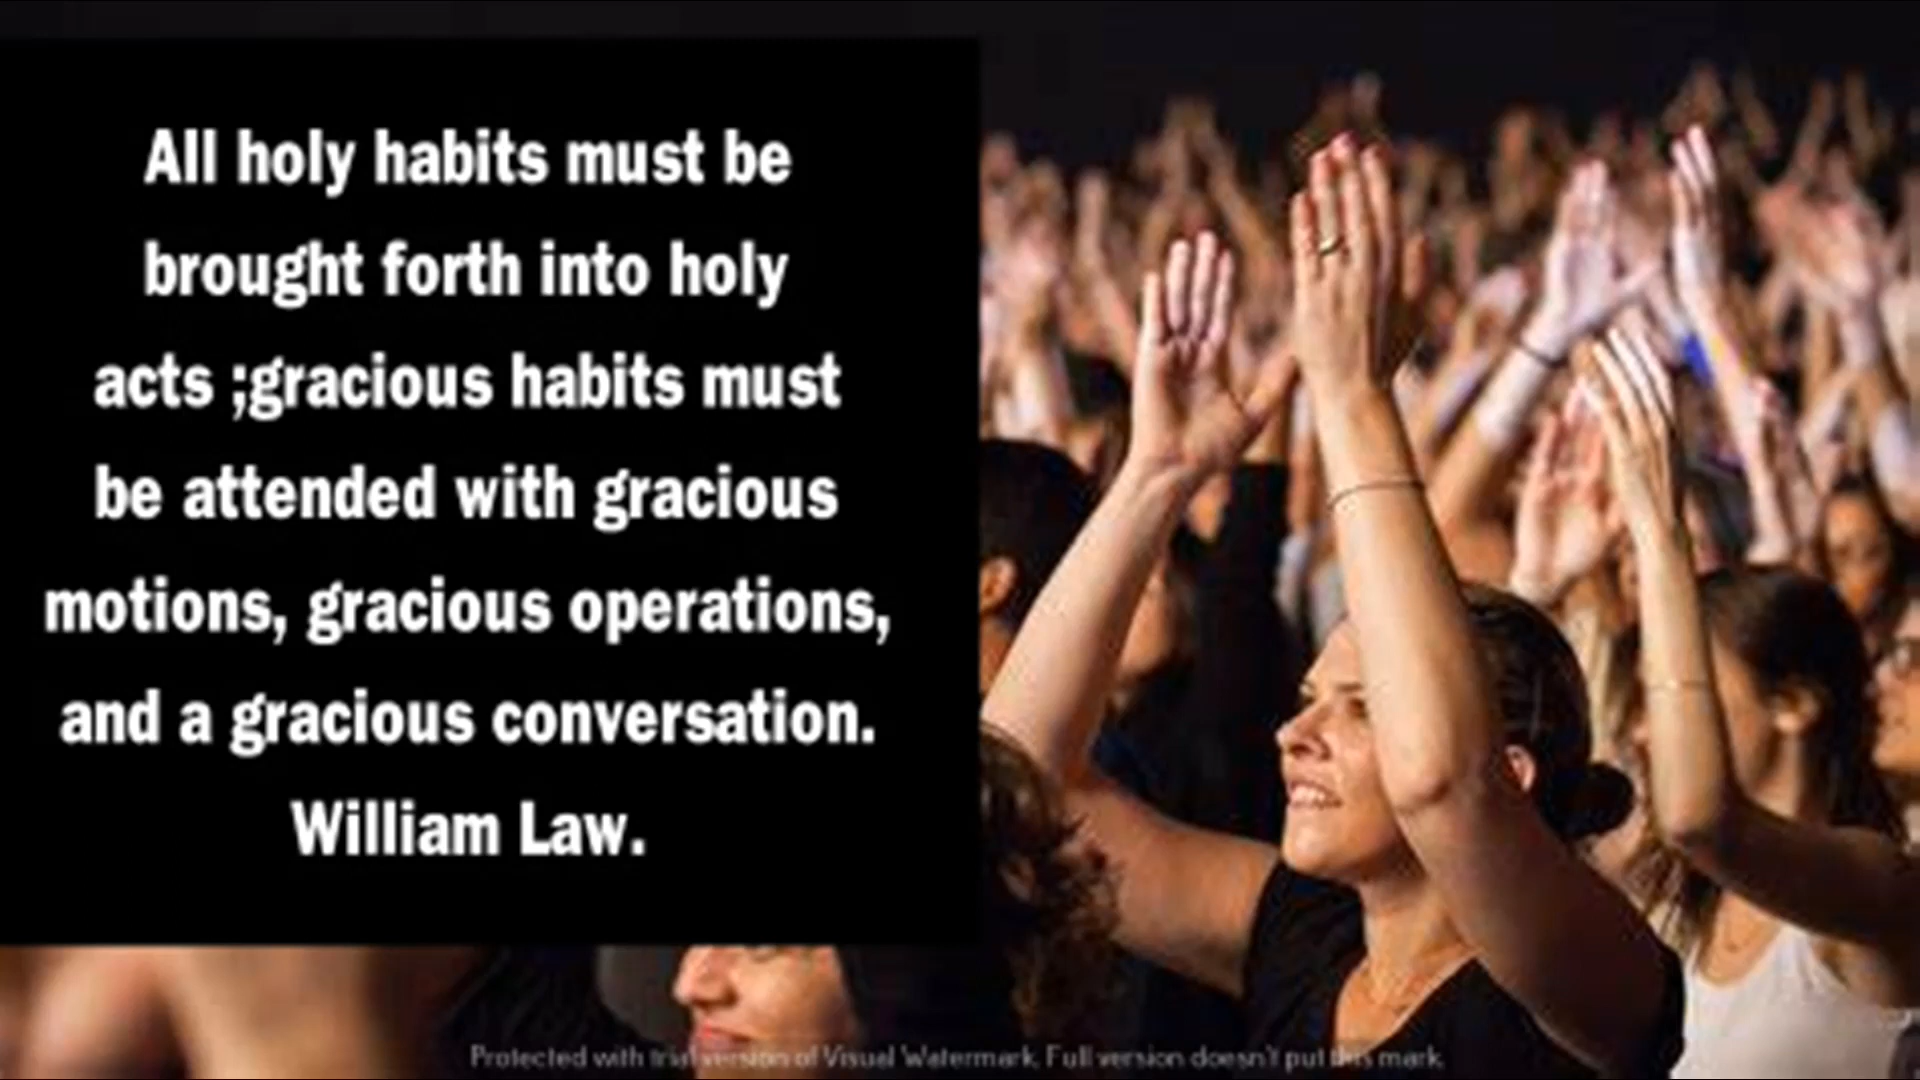 All holy habits must be
brought forth into holy
acts ;gracious habits must
be attended with gracious
motions, gracious operations,
and a gracious conversation.
William Law.
Protected with trial version of Visual Watermark. Full version doesn't put this mark.